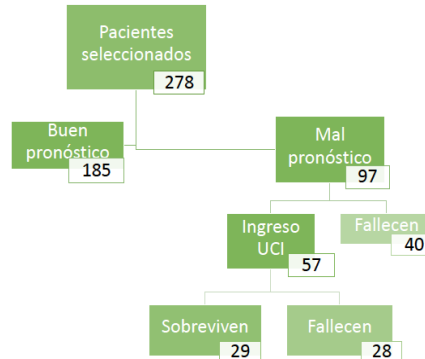 Pacientes
seleccionados
278
Buen
pronóstico
185
Mal
pronóstico
97
Ingreso
UCI
57
Fallecen
40
Sobreviven
29
Fallecen
28